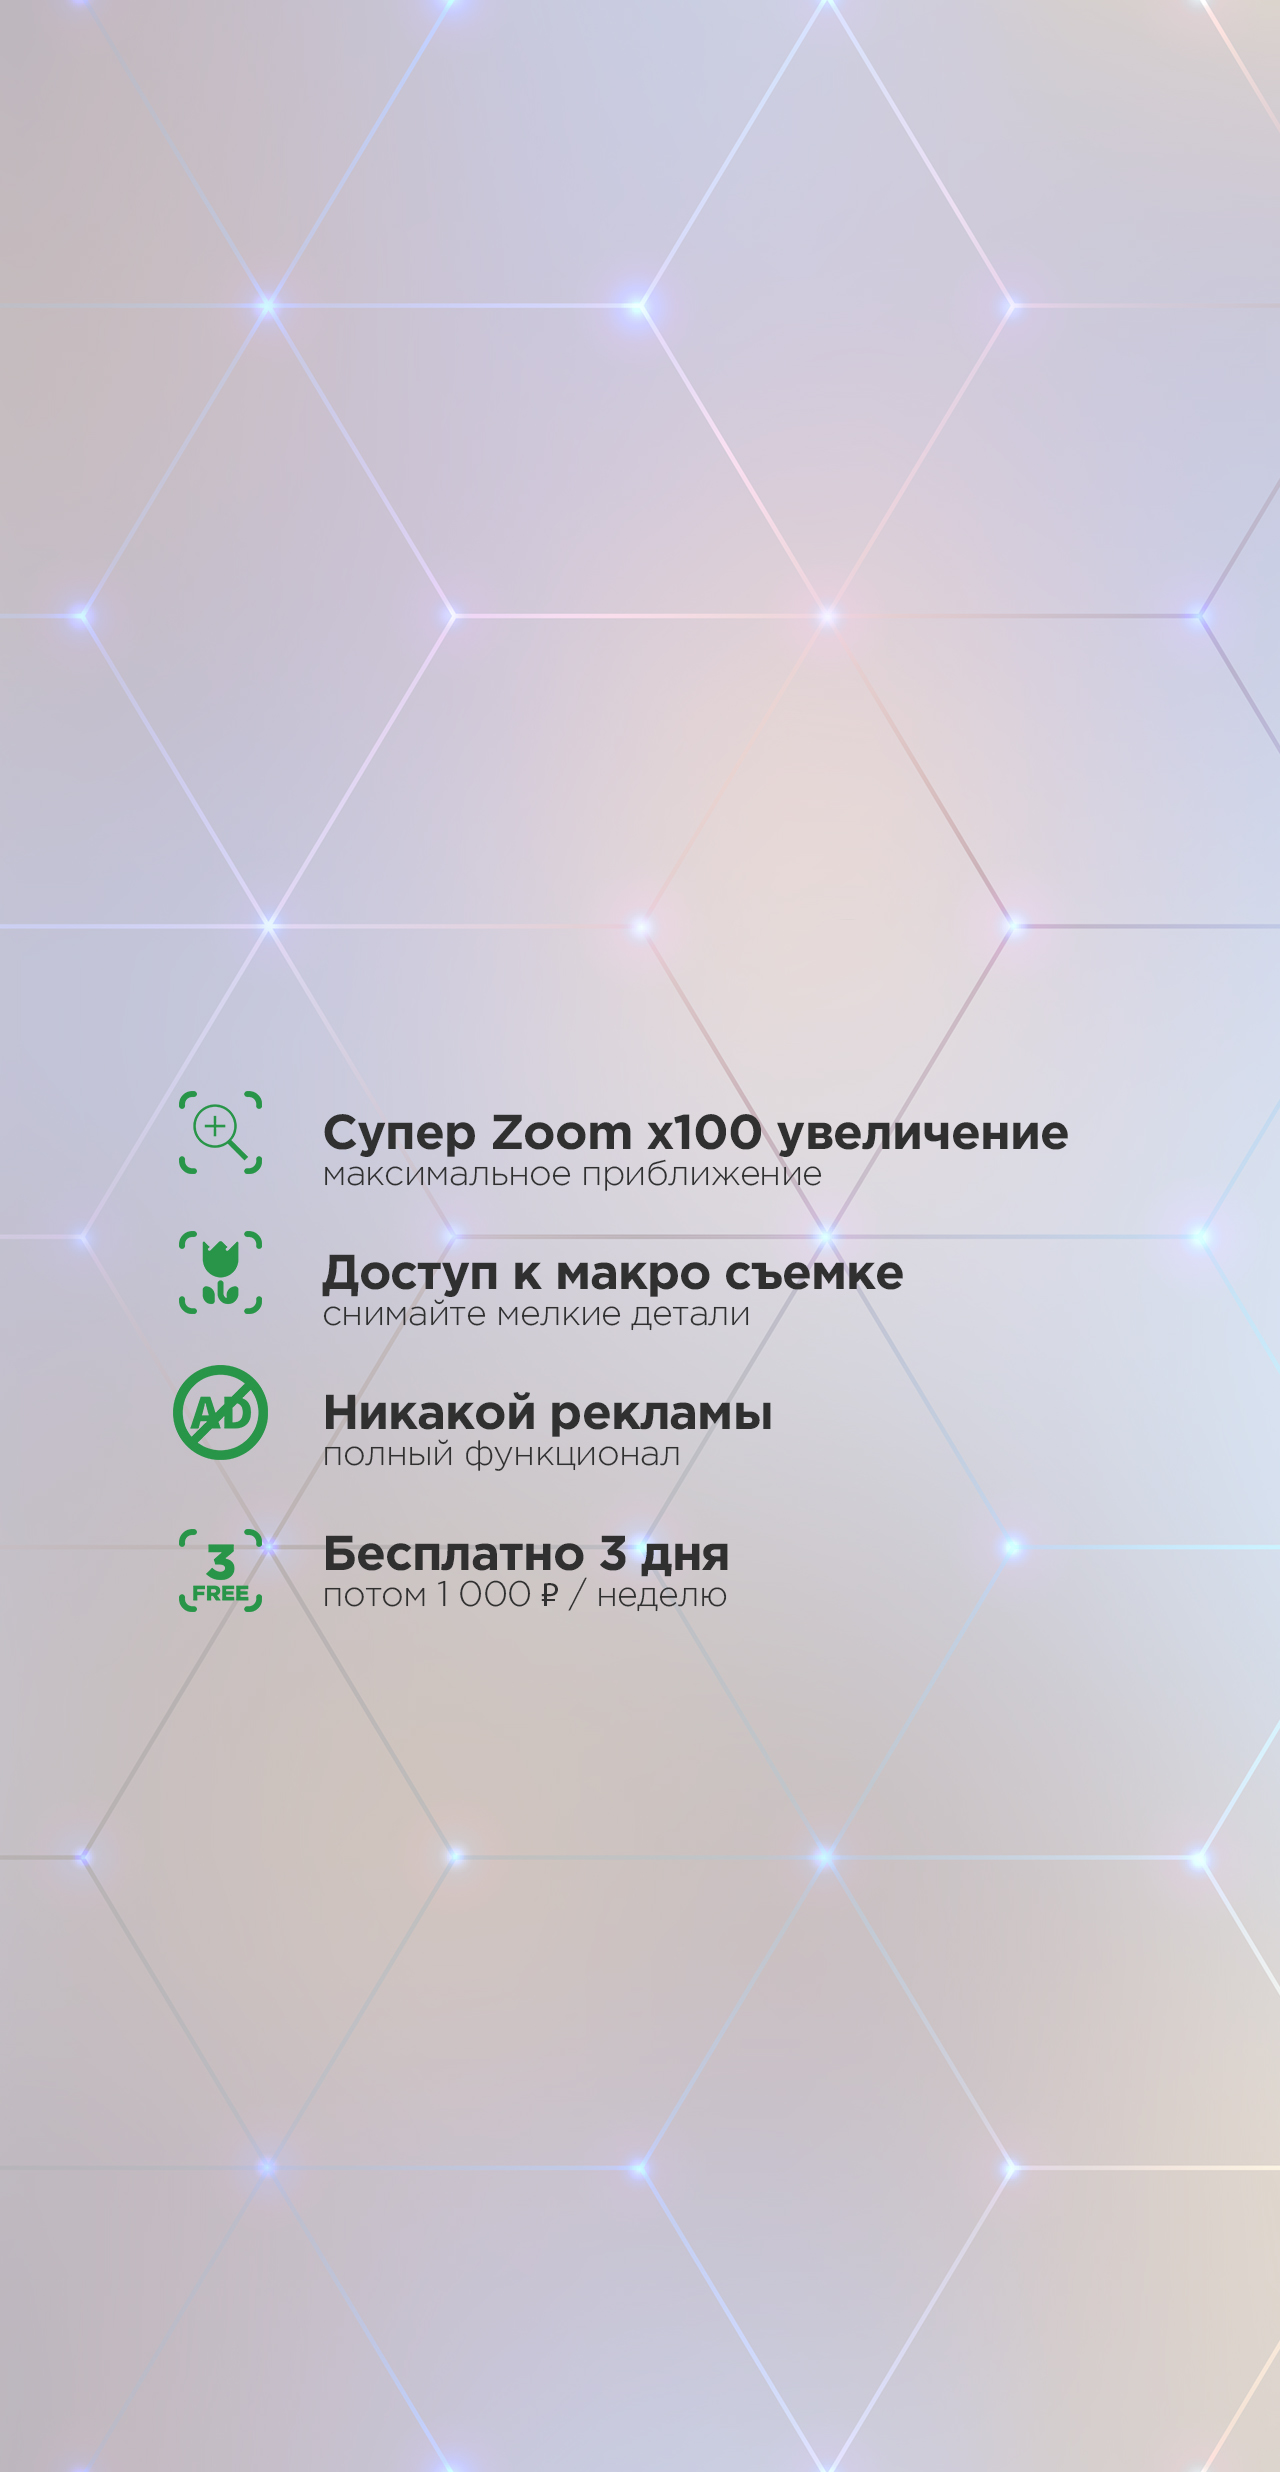 Супер Zoom x100 увеличение
максимальное приближение
Доступ к макро съемке
снимайте мелкие детали
AD
Никакой рекламы
полный функционал
3
FREE
Бесплатно 3 дня
потом 1 000 ₽ / неделю